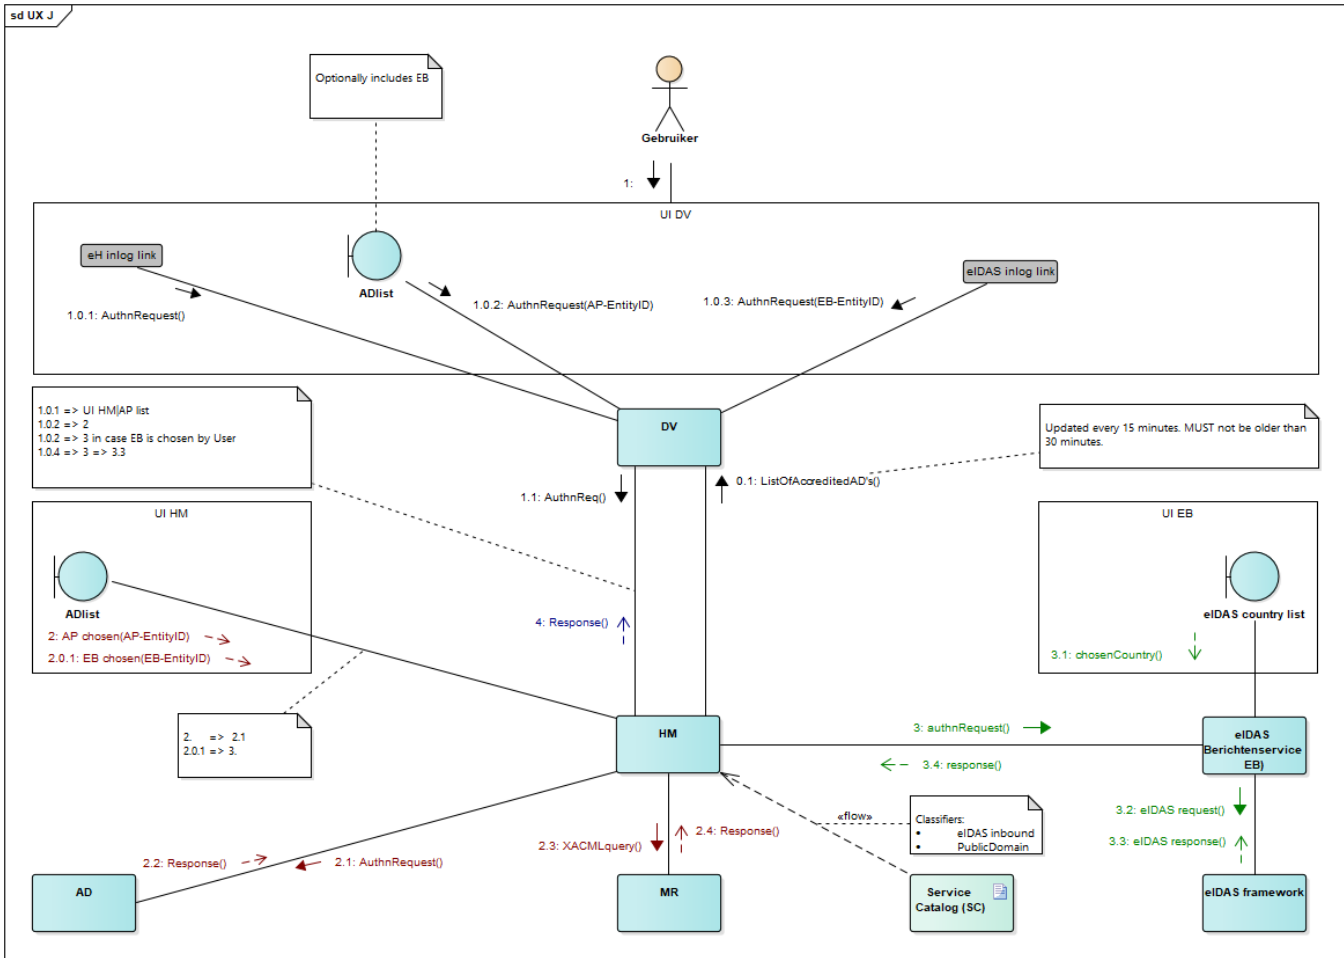 sd UX J
Optionally includes EB
Gebruiker
1:
UI DV
eH inlog link
ADlist
eIDAS inlog link
1.0.1: AuthnRequest()
1.0.2: AuthnRequest(AP-EntityID)
1.0.3: AuthnRequest(EB-EntityID)
1.0.1 => UI HM|AP list
1.0.2 => 2
1.0.2 => 3 in case EB is chosen by User
1.0.4 => 3 => 3.3
DV
Updated every 15 minutes. MUST not be older than
30 minutes.
1.1: AuthnReq()
0.1: ListOfAccreditedAD's()
UI HM
ADlist
2: AP chosen(AP-EntityID)
2.0.1: EB chosen(EB-EntityID)
4: Response()
UI EB
eIDAS country list
3.1: chosenCountry()
2.     => 2.1
2.0.1 => 3.
HM
3: authnRequest()
3.4: response()
eIDAS
Berichtenservice
EB)
3.2: eIDAS request()
3.3: eIDAS response()
«flow»
Classifiers:
• eIDAS inbound
• PublicDomain
2.3: XACMLquery()
2.4: Response()
2.2: Response()
2.1: AuthnRequest()
AD
MR
Service
Catalog (SC)
eIDAS framework